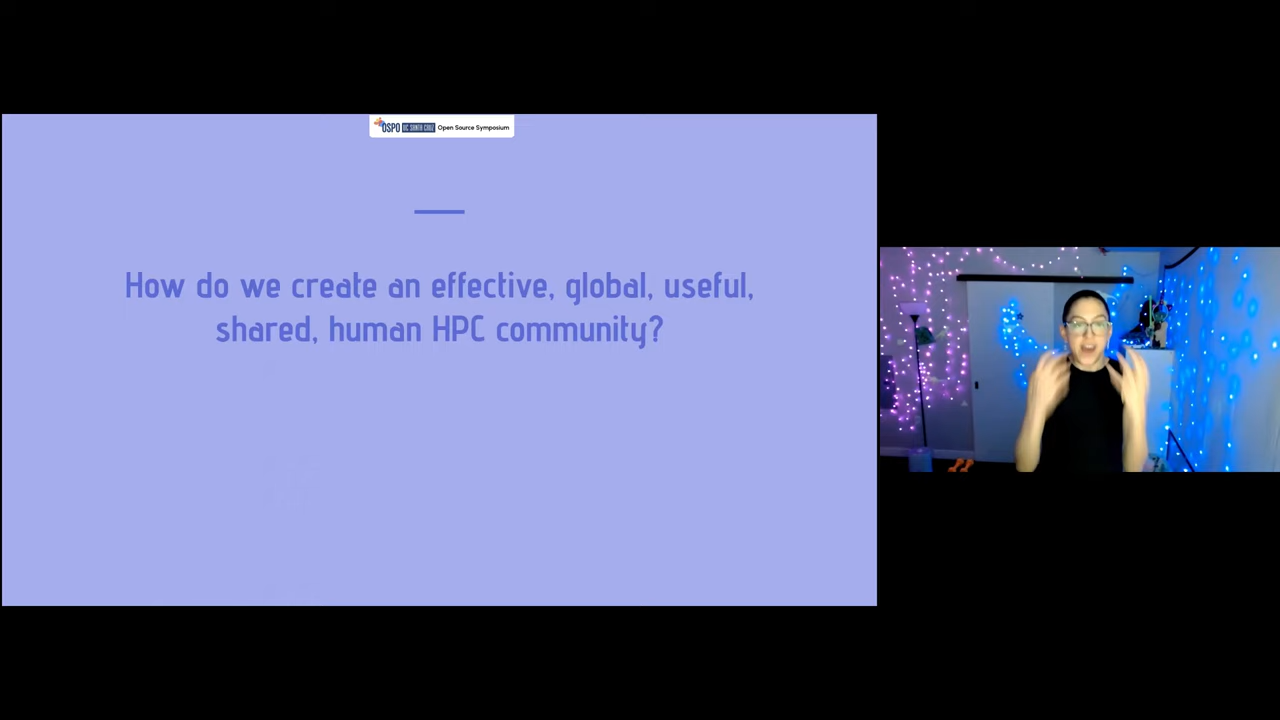 OSPO UC SANTA CRUZ Open Source Symposium
How do we create an effective, global, useful,
shared, human HPC community?